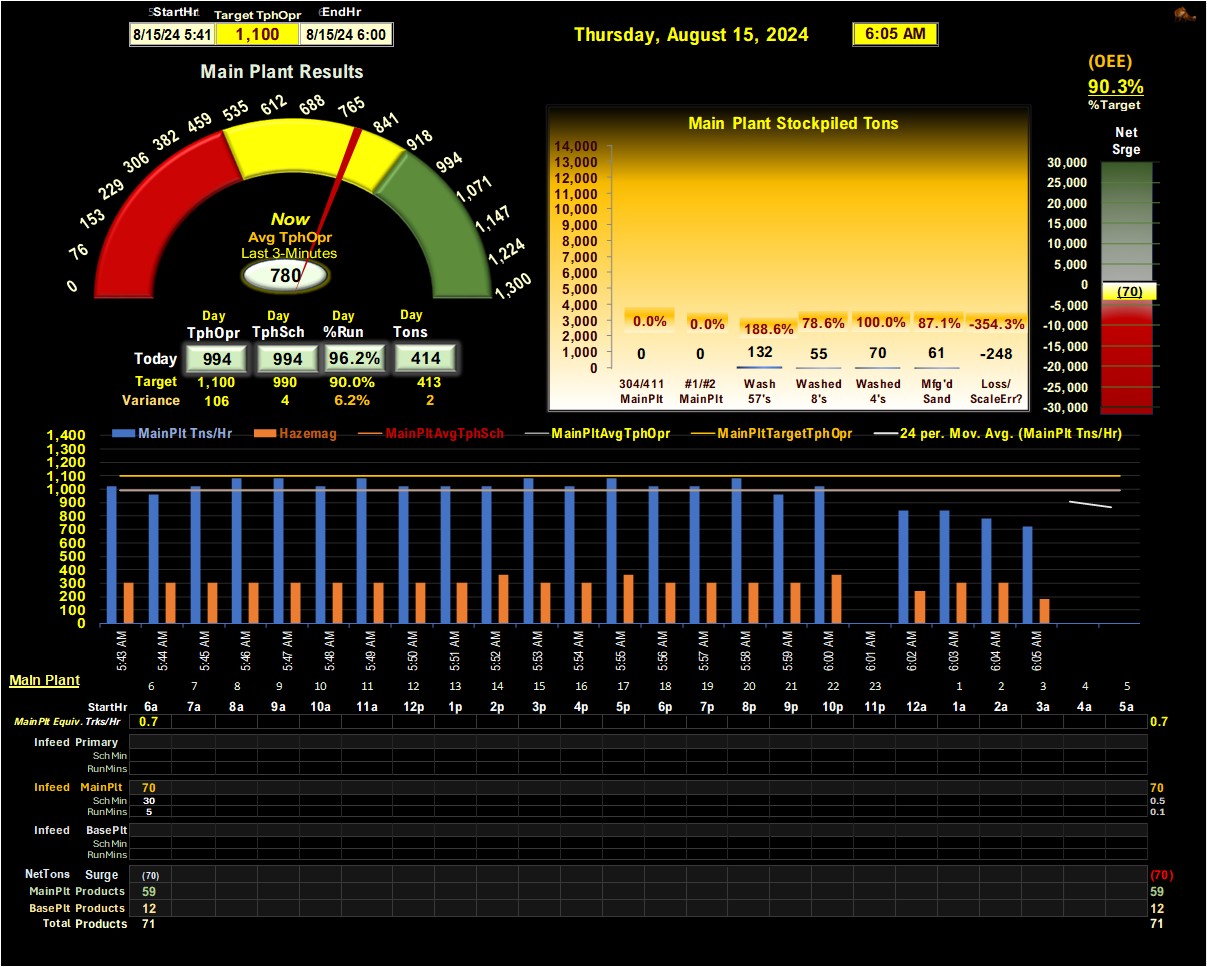 StartHr Target TphOpr EndHr
8/15/24 5:41 1,100 8/15/24 6:00
Thursday, August 15, 2024 6:05 AM
Main Plant Results
(OEE)
90.3%
%Target
0 76 153 229 306 382 459 535 612 688 765 841 918 994 1,071 1,147 1,224 1,300
Now
Avg TphOpr
Last 3-Minutes
780
Day Day Day Day
TphOpr TphSch %Run Tons
Today 994 994 96.2% 414
Target 1,100 990 90.0% 413
Variance 106 4 6.2% 2
Main Plant Stockpiled Tons
14,000
13,000
12,000
11,000
10,000
9,000
8,000
7,000
6,000
5,000
4,000
3,000
2,000
1,000
0
0.0% 0.0% 188.6% 78.6% 100.0% 87.1% -354.3%
0 0 132 55 70 61 -248
304/411 #1/#2 Wash Washed Washed Mfg'd Loss/
MainPlt MainPlt 57's 8's 4's Sand ScaleErr?
Net
Srge
30,000
25,000
20,000
15,000
10,000
5,000
0
-5,000
-10,000
-15,000
-20,000
-25,000
-30,000
(70)
MainPlt Tns/Hr Hazemag MainPltAvgTphSch MainPltAvgTphOpr MainPltTargetTphOpr 24 per. Mov. Avg. (MainPlt Tns/Hr)
1,400
1,300
1,200
1,100
1,000
900
800
700
600
500
400
300
200
100
0
5:43 AM 5:44 AM 5:45 AM 5:46 AM 5:47 AM 5:48 AM 5:49 AM 5:50 AM 5:51 AM 5:52 AM 5:53 AM 5:54 AM 5:55 AM 5:56 AM 5:57 AM 5:58 AM 5:59 AM 6:00 AM 6:01 AM 6:02 AM 6:03 AM 6:04 AM 6:05 AM
Main Plant
6 7 8 9 10 11 12 13 14 15 16 17 18 19 20 21 22 23 1 2 3 4 5
StartHr 6a 7a 8a 9a 10a 11a 12p 1p 2p 3p 4p 5p 6p 7p 8p 9p 10p 11p 12a 1a 2a 3a 4a 5a
MainPlt Equiv. Trks/Hr 0.7 0.7
Infeed Primary
SchMin
RunMins
Infeed MainPlt 70 70
SchMin 30 0.5
RunMins 5 0.1
Infeed BasePlt
SchMin
RunMins
NetTons Surge (70) (70)
MainPlt Products 59 59
BasePlt Products 12 12
Total Products 71 71